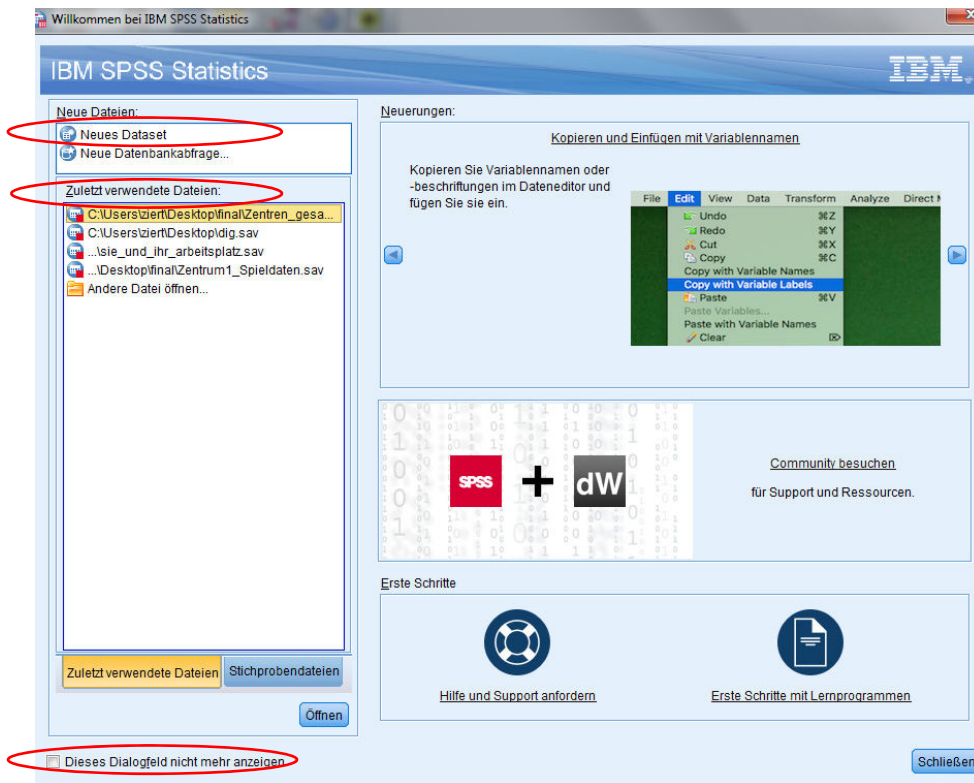 Willkommen bei IBM SPSS Statistics
IBM SPSS Statistics
IBM
Neue Dateien:
Neues Dataset
Neue Datenbankabfrage...
Zuletzt verwendete Dateien:
C:\Users\ziert\Desktop\final\Zentren_gesa...
C:\Users\ziert\Desktop\dig.sav
...\sie_und_ihr_arbeitsplatz.sav
...\Desktop\final\Zentrum1_Spieldaten.sav
Andere Datei öffnen...
Zuletzt verwendete Dateien
Stichprobendateien
Öffnen
Dieses Dialogfeld nicht mehr anzeigen
Neuerungen:
Kopieren und Einfügen mit Variablennamen
Kopieren Sie Variablennamen oder
-beschriftungen im Dateneditor und
fügen Sie sie ein.
File Edit View Data Transform Analyze Direct
Undo ⌘Z
Redo ⌘Y
Cut ⌘X
Copy ⌘C
Copy with Variable Names
Copy with Variable Labels
Paste ⌘V
Paste Variables...
Paste with Variable Names
Clear ⌦
SPSS + dW
Community besuchen
für Support und Ressourcen.
Erste Schritte
Hilfe und Support anfordern
Erste Schritte mit Lernprogrammen
Schließen